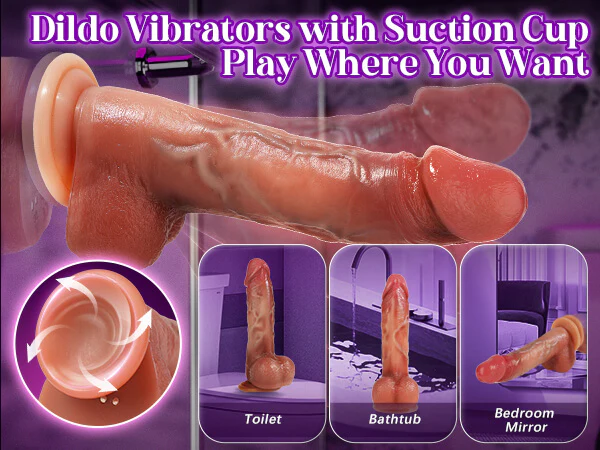 Dildo Vibrators with Suction Cup
Play Where You Want
Toilet
Bathtub
Bedroom
Mirror